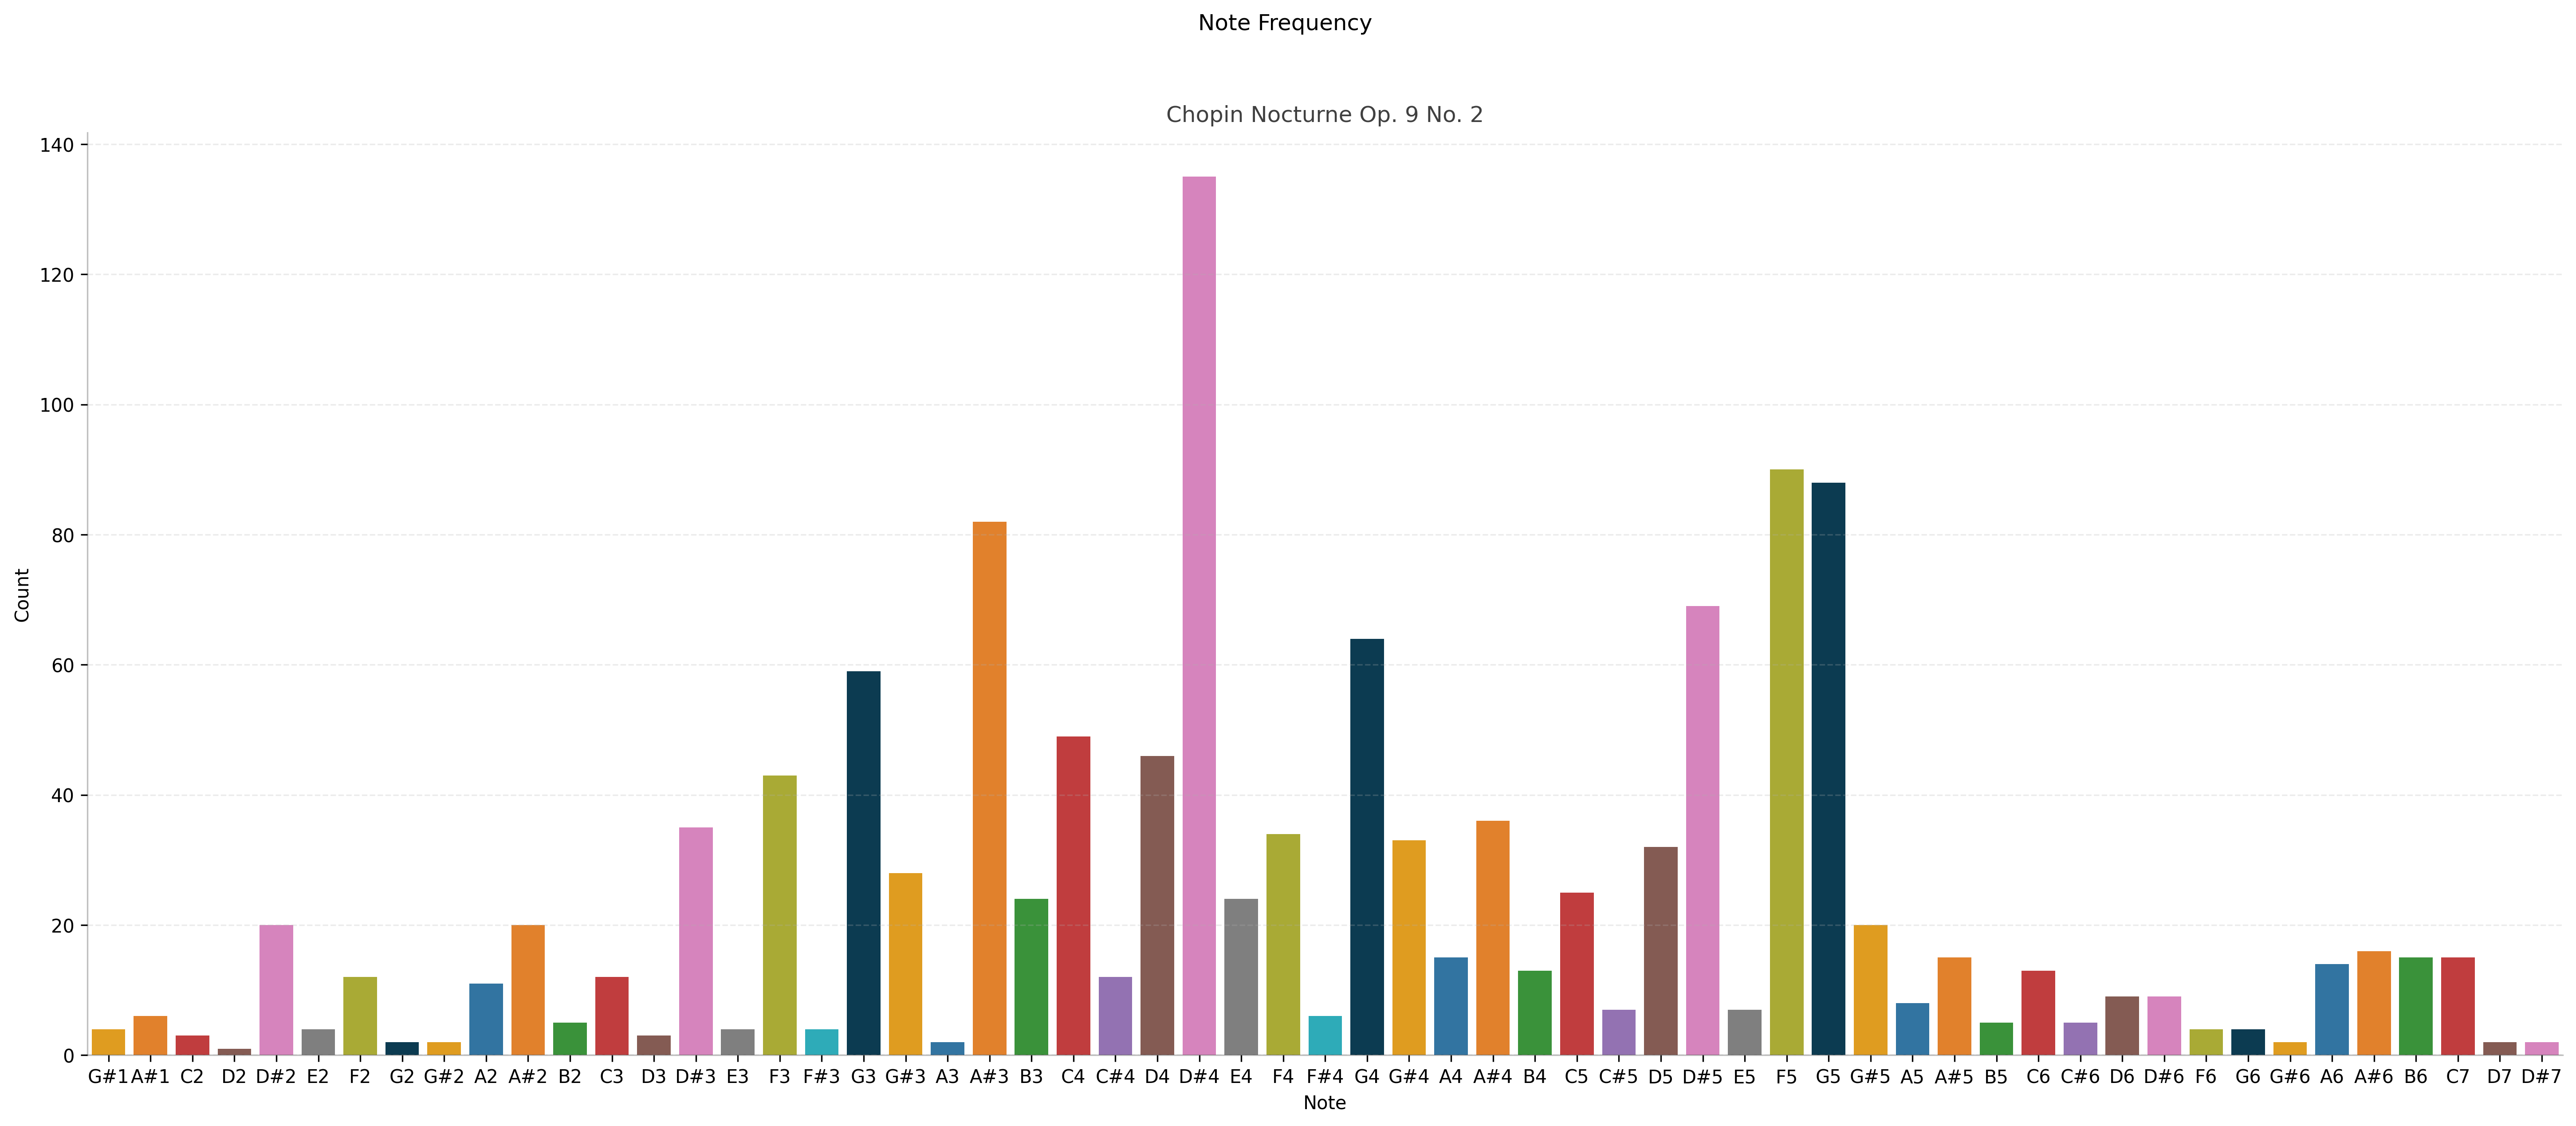 Note Frequency
Chopin Nocturne Op. 9 No. 2
140
120
100
80
60
40
20
0
Count
G#1 A#1 C2 D2 D#2 E2 F2 G2 G#2 A2 A#2 B2 C3 D3 D#3 E3 F3 F#3 G3 G#3 A3 A#3 B3 C4 C#4 D4 D#4 E4 F4 F#4 G4 G#4 A4 A#4 B4 C5 C#5 D5 D#5 E5 F5 G5 G#5 A5 A#5 B5 C6 C#6 D6 D#6 F6 G6 G#6 A6 A#6 B6 C7 D7 D#7
Note